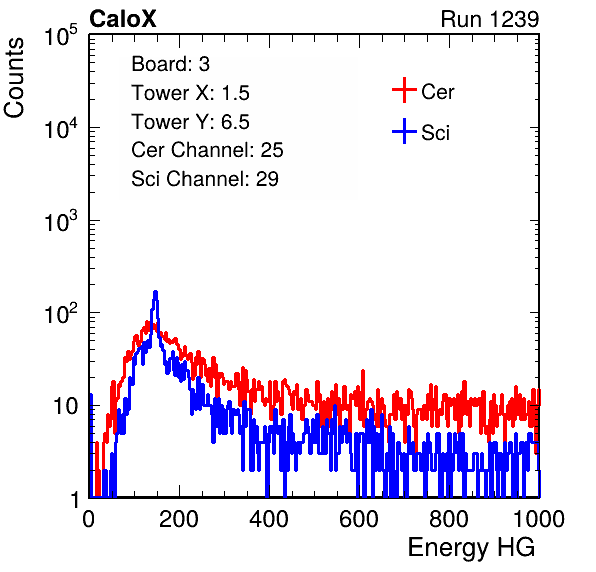 CaloX Run 1239
Counts
10^5
10^4
10^3
10^2
10
1
Board: 3
Tower X: 1.5
Tower Y: 6.5
Cer Channel: 25
Sci Channel: 29
Cer
Sci
0 200 400 600 800 1000
Energy HG